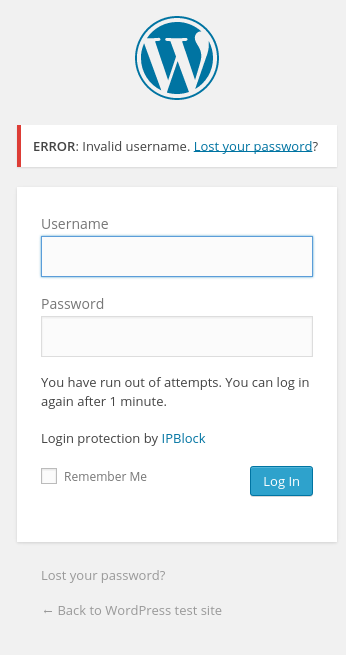 ERROR: Invalid username. Lost your password?
Username
Password
You have run out of attempts. You can log in
again after 1 minute.
Login protection by IPBlock
Remember Me
Log In
Lost your password?
← Back to WordPress test site